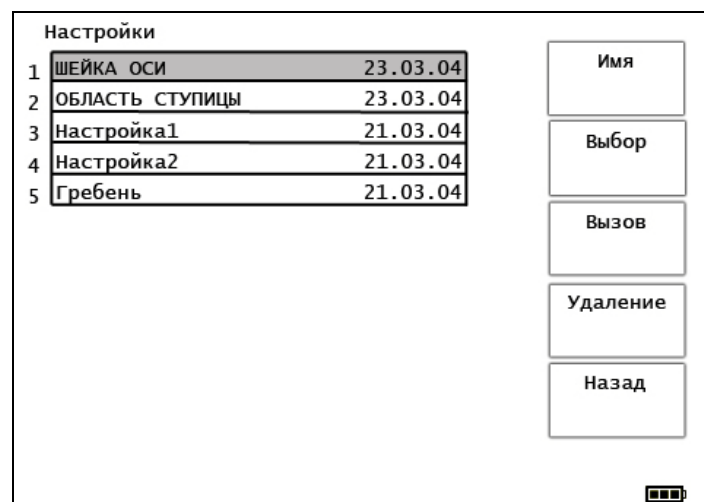 Настройки
1 ШЕЙКА ОСИ 23.03.04
2 ОБЛАСТЬ СТУПИЦЫ 23.03.04
3 Настройка1 21.03.04
4 Настройка2 21.03.04
5 Гребень 21.03.04
Имя
Выбор
Вызов
Удаление
Назад